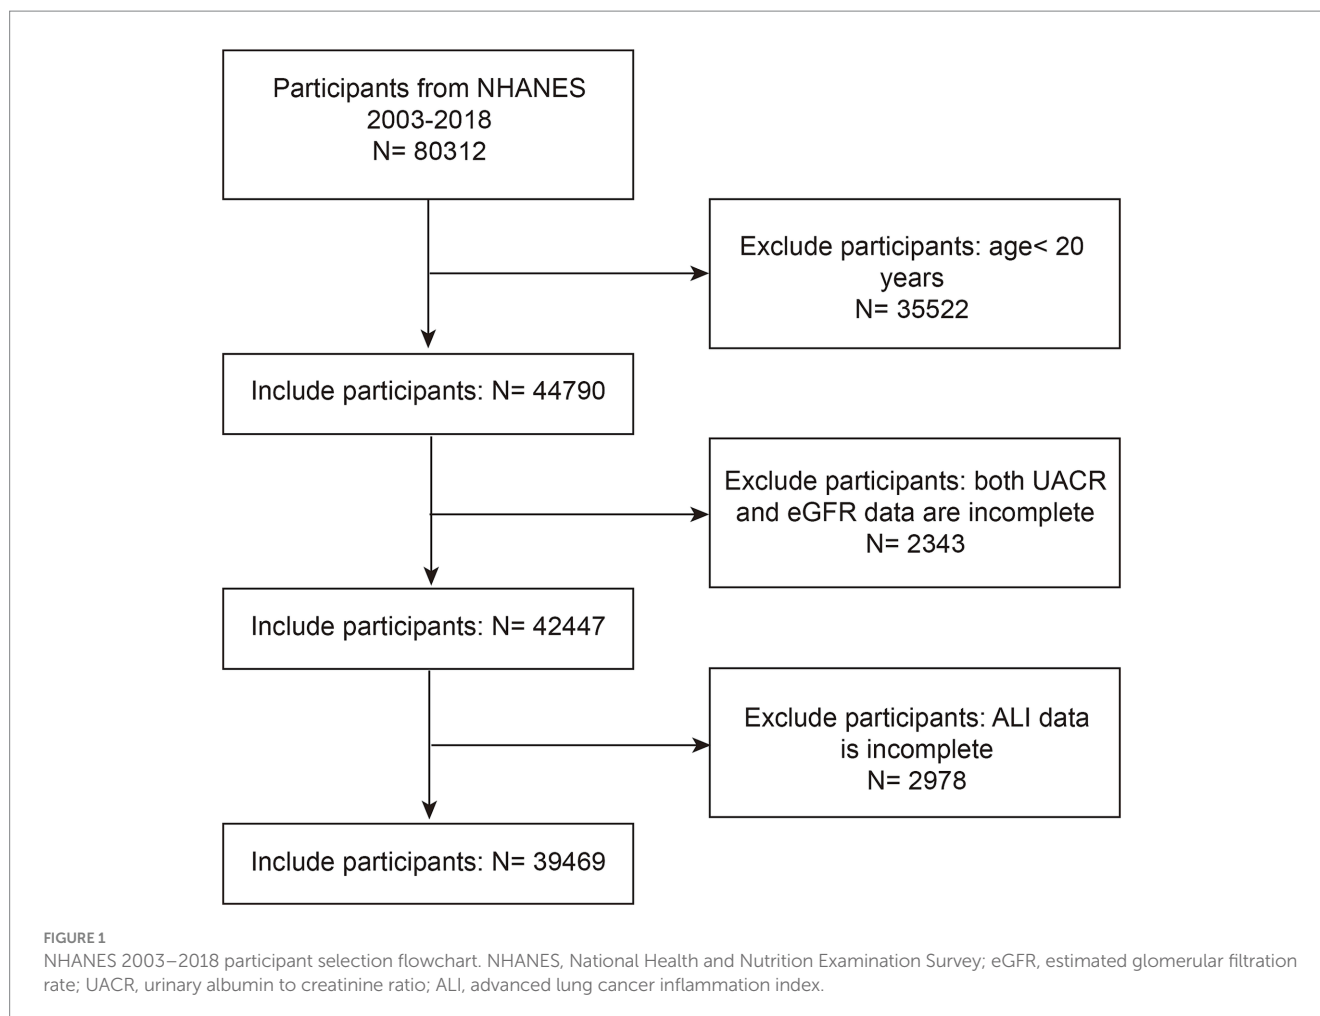 Participants from NHANES
2003-2018
N= 80312
Exclude participants: age< 20
years
N= 35522
Include participants: N= 44790
Exclude participants: both UACR
and eGFR data are incomplete
N= 2343
Include participants: N= 42447
Exclude participants: ALI data
is incomplete
N= 2978
Include participants: N= 39469
FIGURE 1
NHANES 2003–2018 participant selection flowchart. NHANES, National Health and Nutrition Examination Survey; eGFR, estimated glomerular filtration
rate; UACR, urinary albumin to creatinine ratio; ALI, advanced lung cancer inflammation index.